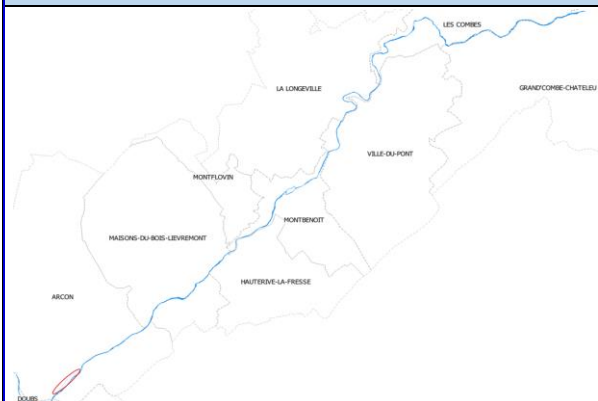 LES COMBES
LA LONGEVILLE
GRAND'COMBE-CHATELEU
VILLE-DU-PONT
MONTFLOVIN
MONTBENOIT
MAISONS-DU-BOIS-LIEVREMONT
HAUTERIVE-LA-FRESSE
ARCON
DOUBS